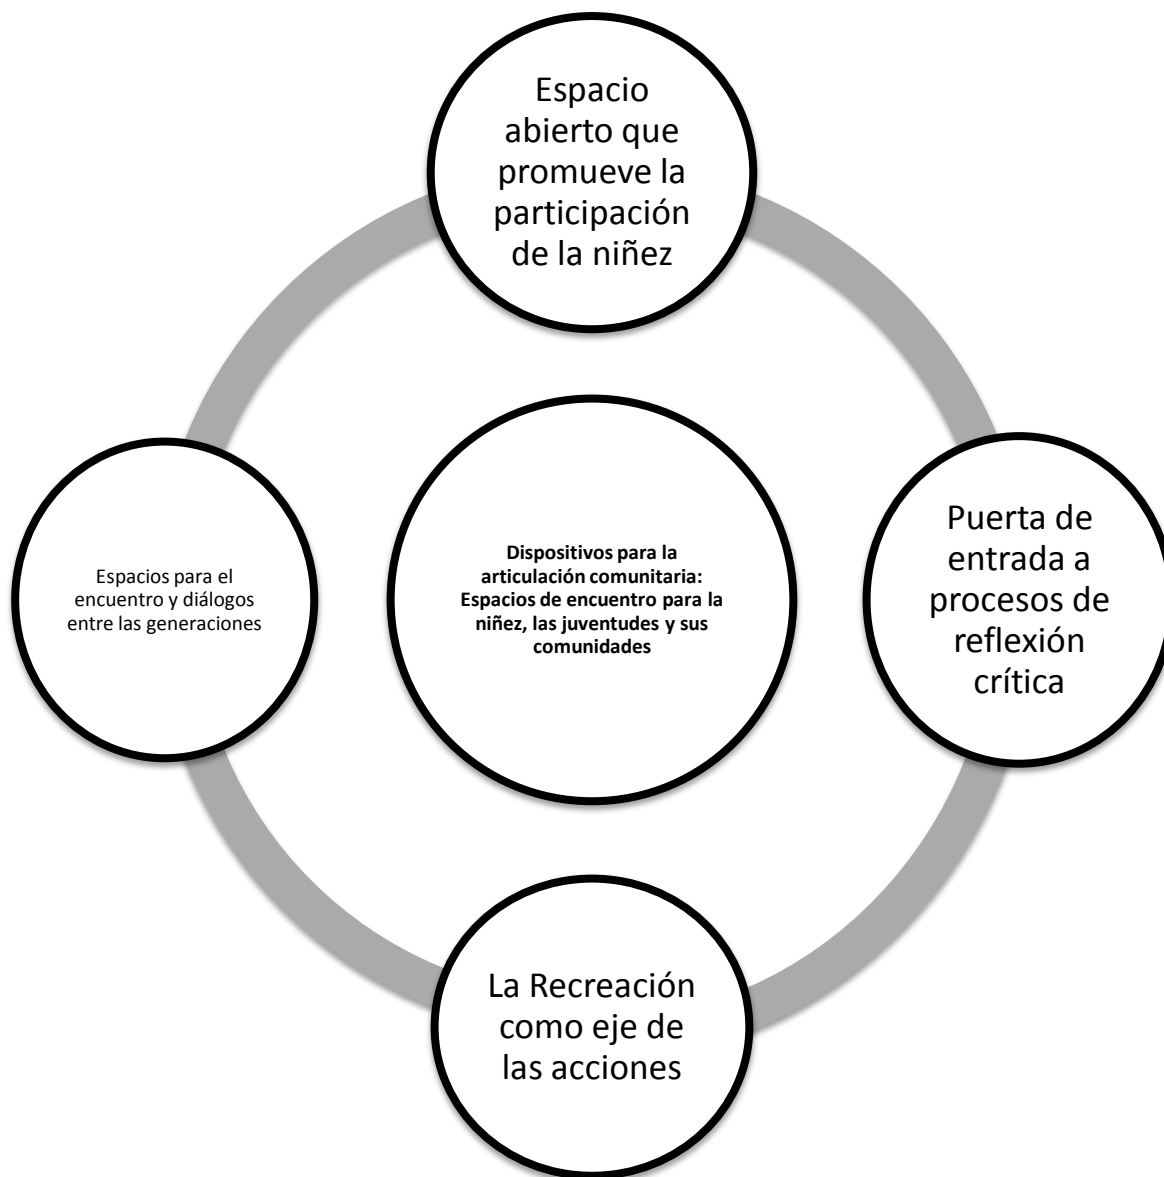 Espacio
abierto que
promueve la
participación
de la niñez
Puerta de
entrada a
procesos de
reflexión
crítica
La Recreación
como eje de
las acciones
Espacios para el
encuentro y diálogos
entre las generaciones
Dispositivos para la
articulación comunitaria:
Espacios de encuentro para la
niñez, las juventudes y sus
comunidades